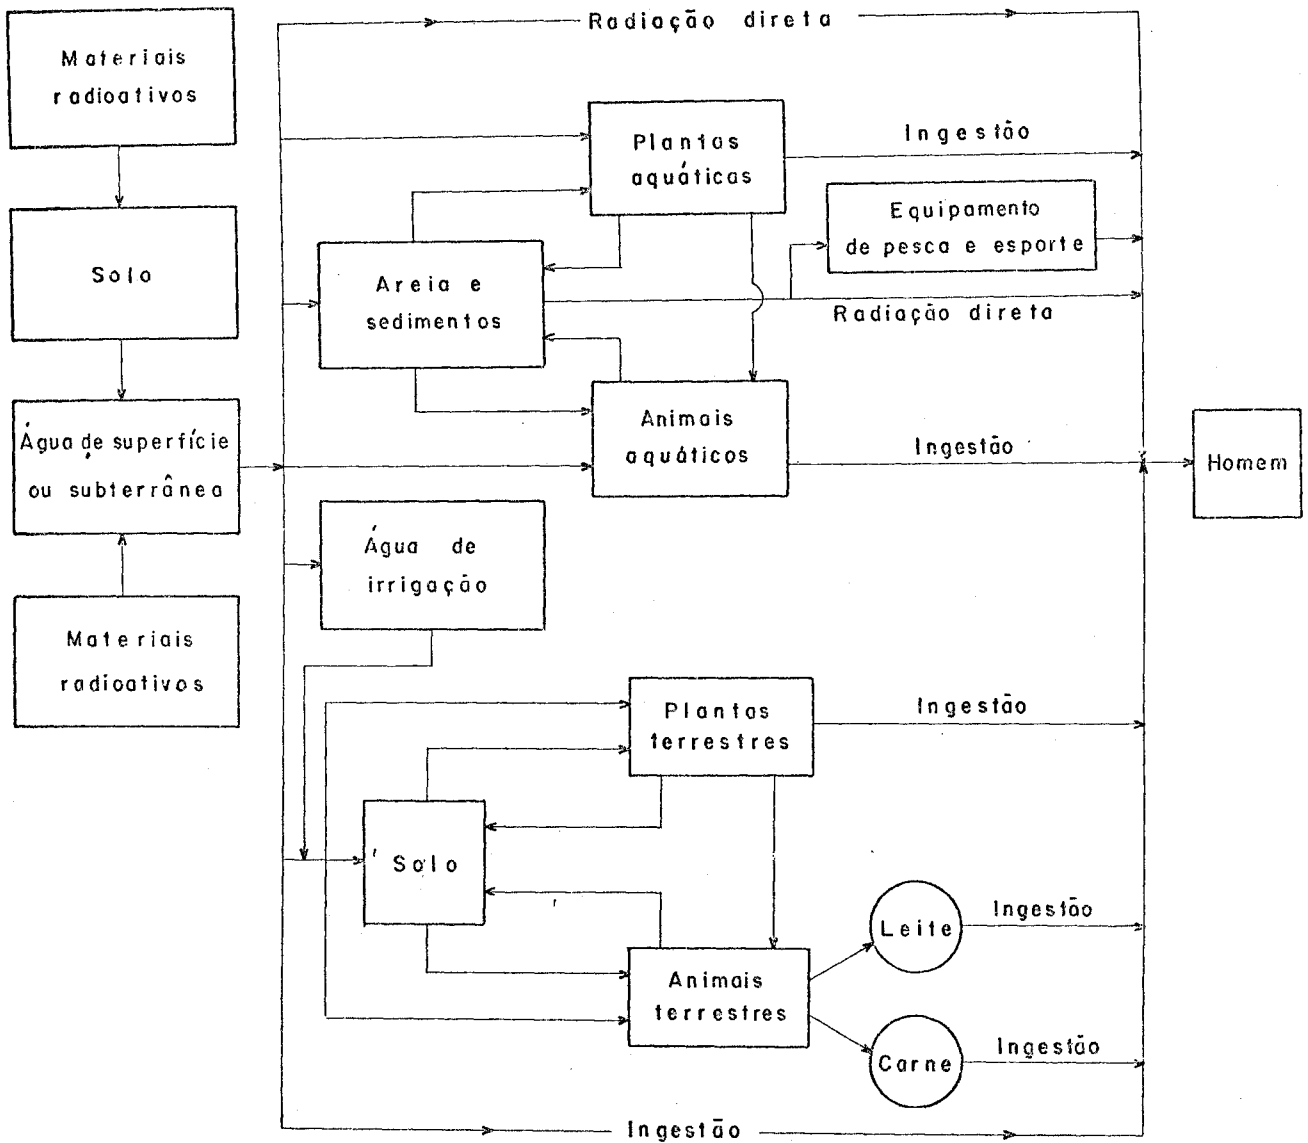 Radiação direta
Materiais
radioativos
Plantas
aquáticas
Ingestão
Equipamento
de pesca e esporte
Solo
Areia e
sedimentos
Radiação direta
Animais
aquáticos
Ingestão
Água de superfície
ou subterrânea
Homem
Água de
irrigação
Materiais
radioativos
Plantas
terrestres
Ingestão
Solo
Leite
Ingestão
Animais
terrestres
Carne
Ingestão
Ingestão